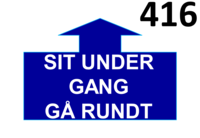 416
SIT UNDER
GANG
GÅ RUNDT